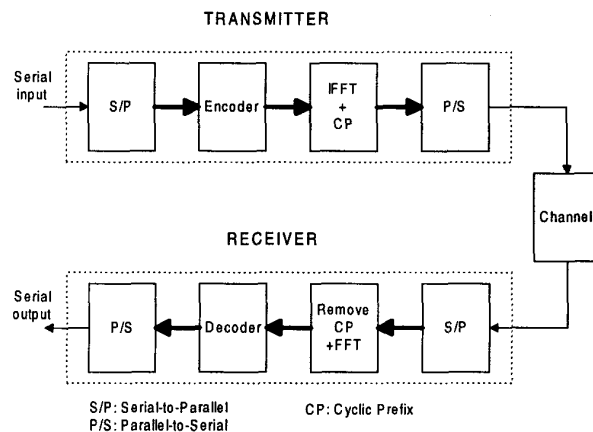 TRANSMITTER
Serial
input
S/P
Encoder
IFFT
+
CP
P/S
Channel
RECEIVER
Serial
output
P/S
Decoder
Remove
CP
+FFT
S/P
S/P: Serial-to-Parallel
P/S: Parallel-to-Serial
CP: Cyclic Prefix